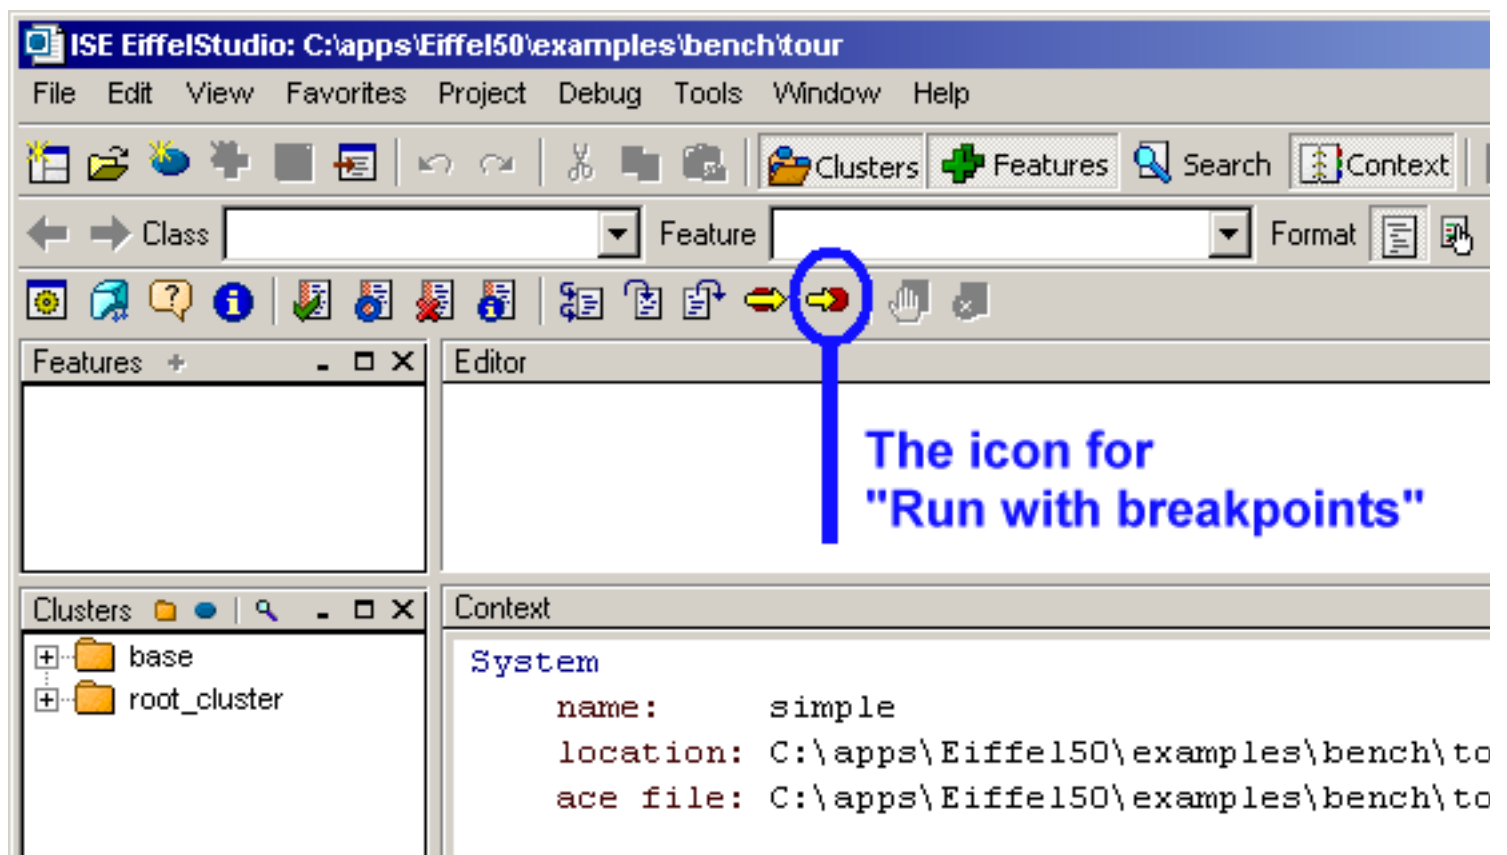 ISE EiffelStudio: C:\apps\Eiffel50\examples\bench\tour
File Edit View Favorites Project Debug Tools Window Help
Clusters Features Search Context
Class Feature Format
Features
Editor
The icon for
"Run with breakpoints"
Clusters
base
root_cluster
Context
System
name: simple
location: C:\apps\Eiffel50\examples\bench\to
ace file: C:\apps\Eiffel50\examples\bench\to